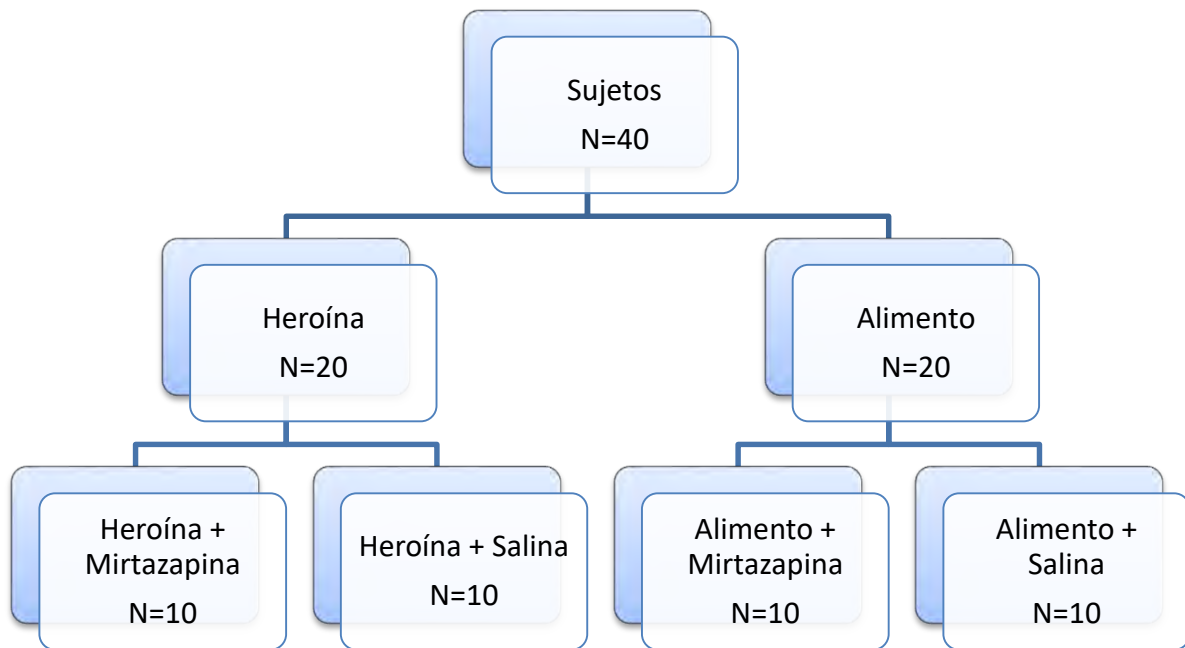 Sujetos
N=40
Heroína
N=20
Alimento
N=20
Heroína +
Mirtazapina
N=10
Heroína + Salina
N=10
Alimento +
Mirtazapina
N=10
Alimento +
Salina
N=10